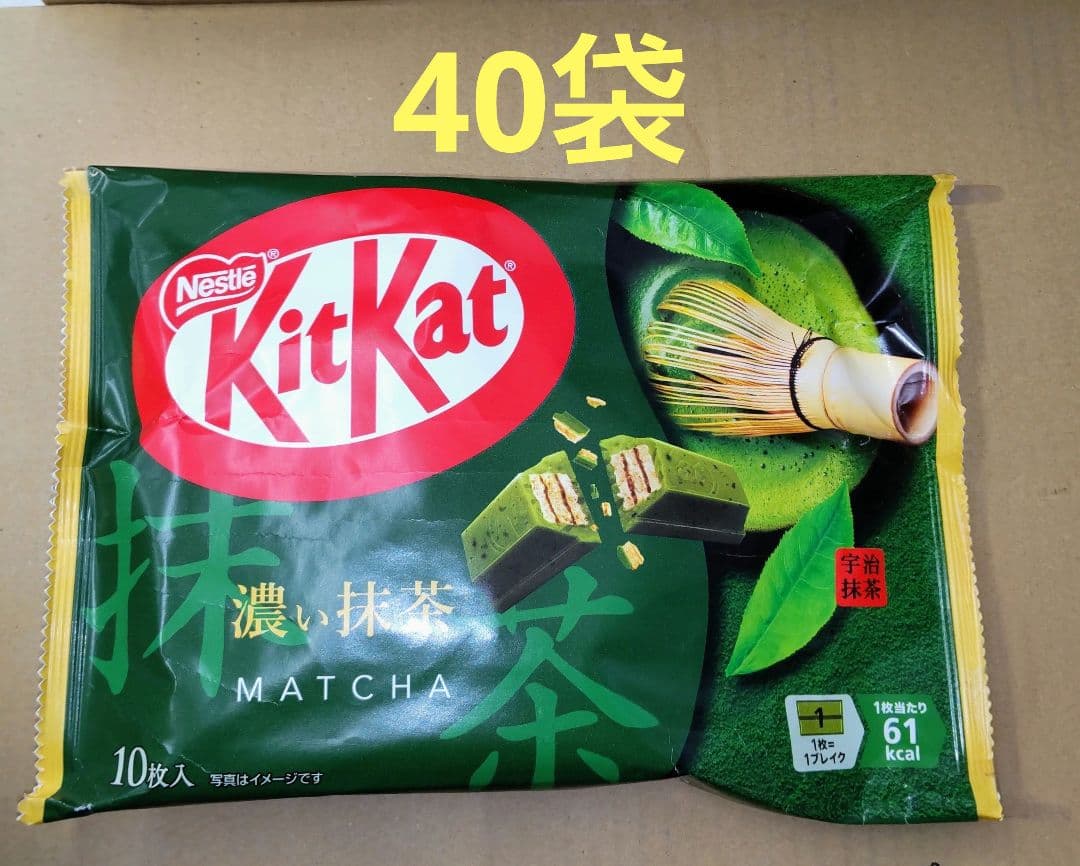 40袋
Nestlé®
KitKat®
抹茶
濃い抹茶
MATCHA
宇治
抹茶
10枚入 写真はイメージです
1
1枚=
1ブレイク
1枚当たり
61
kcal